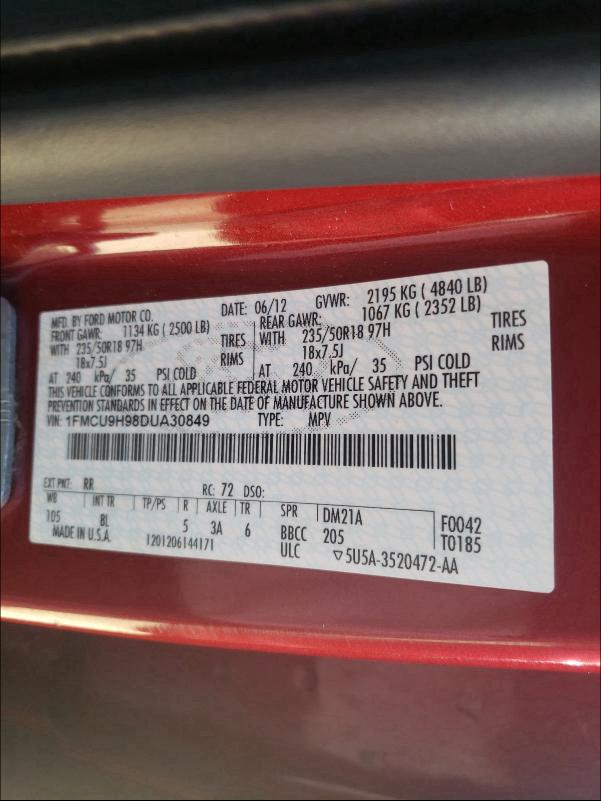 MFD. BY FORD MOTOR CO.
DATE: 06/12 GVWR: 2195 KG ( 4840 LB)
FRONT GAWR: 1134 KG ( 2500 LB)
REAR GAWR: 1067 KG ( 2352 LB)
WITH 235/50R18 97H TIRES
WITH 235/50R18 97H TIRES
18x7.5J RIMS
18x7.5J RIMS
AT 240 kPa/ 35 PSI COLD
AT 240 kPa/ 35 PSI COLD
THIS VEHICLE CONFORMS TO ALL APPLICABLE FEDERAL MOTOR VEHICLE SAFETY AND THEFT
PREVENTION STANDARDS IN EFFECT ON THE DATE OF MANUFACTURE SHOWN ABOVE.
VIN: 1FMCU9H98DUA30849 TYPE: MPV
EXT PNT: RR RC: 72 DSO:
WB INT TR TP/PS R AXLE TR SPR DM21A F0042
105 BL 5 3A 6 BBCC 205 T0185
MADE IN U.S.A. 1201206144171 ULC ▽5U5A-3520472-AA